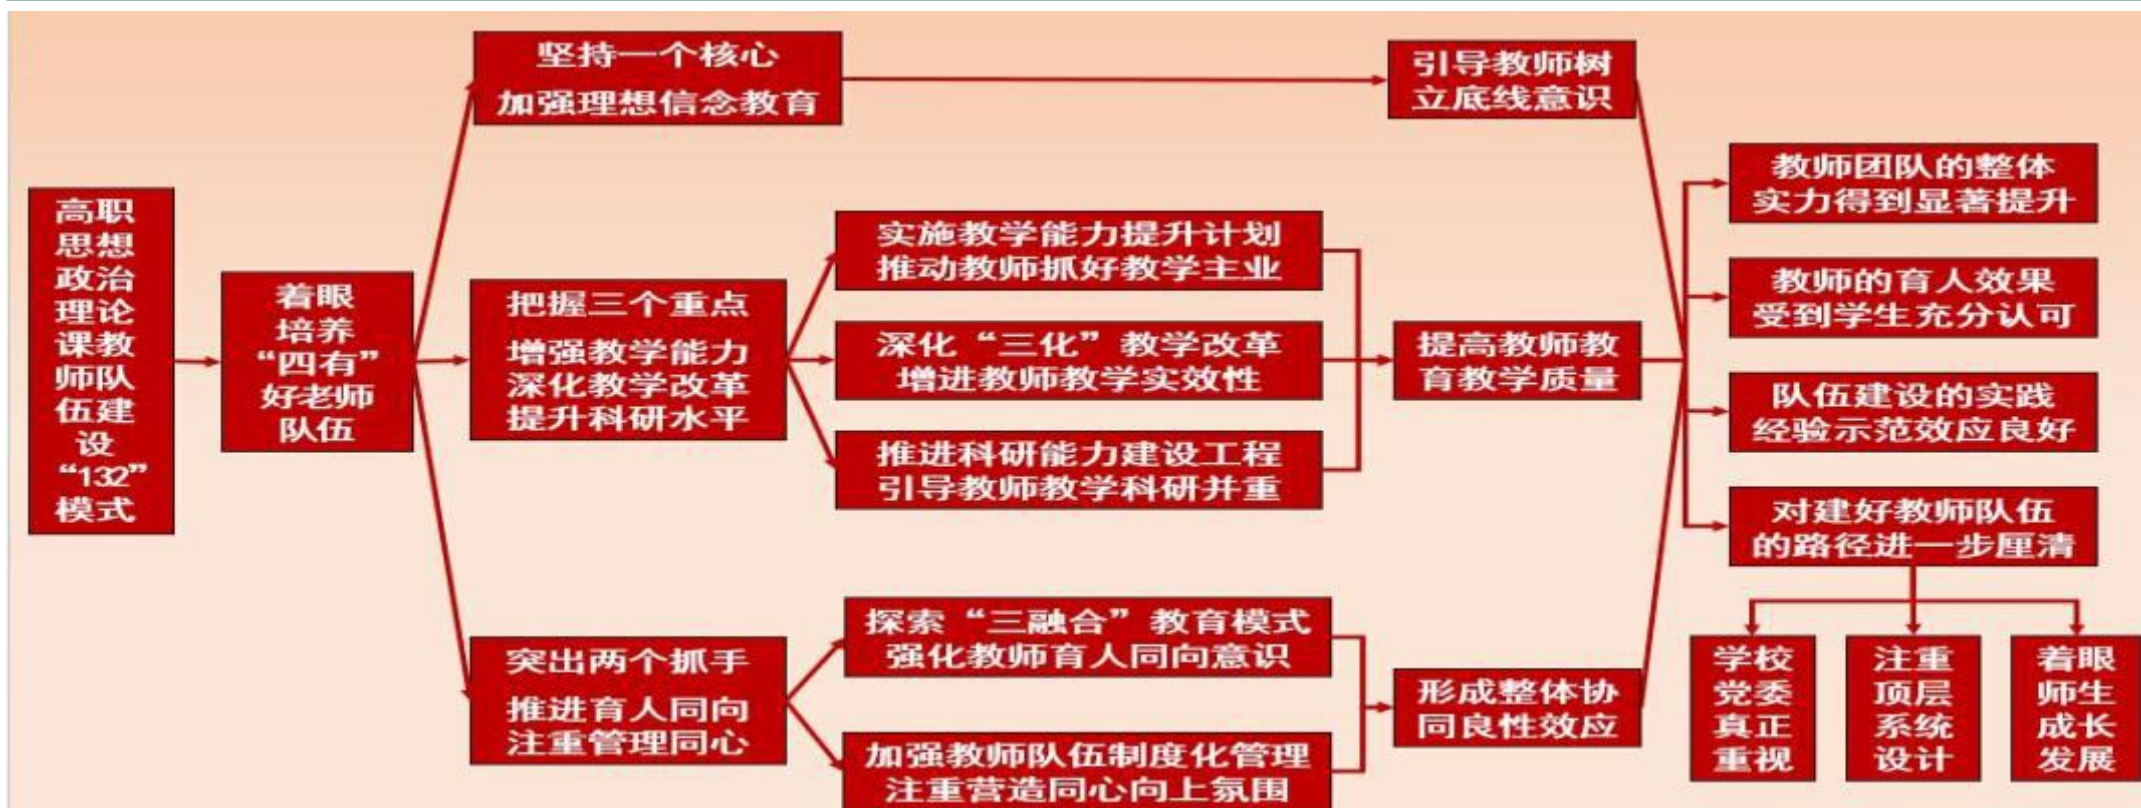 高职
思想
政治
理论
课教
师队
伍建
设
“132”
模式
着眼
培养
“四有”
好老师
队伍
坚持一个核心
加强理想信念教育
把握三个重点
增强教学能力
深化教学改革
提升科研水平
突出两个抓手
推进育人同向
注重管理同心
实施教学能力提升计划
推动教师抓好教学主业
深化“三化”教学改革
增进教师教学实效性
推进科研能力建设工程
引导教师教学科研并重
探索“三融合”教育模式
强化教师育人同向意识
加强教师队伍制度化管理
注重营造同心向上氛围
引导教师树
立底线意识
提高教师教
育教学质量
形成整体协
同良性效应
教师团队的整体
实力得到显著提升
教师的育人效果
受到学生充分认可
队伍建设的实践
经验示范效应良好
对建好教师队伍
的路径进一步厘清
学校
党委
真正
重视
注重
顶层
系统
设计
着眼
师生
成长
发展